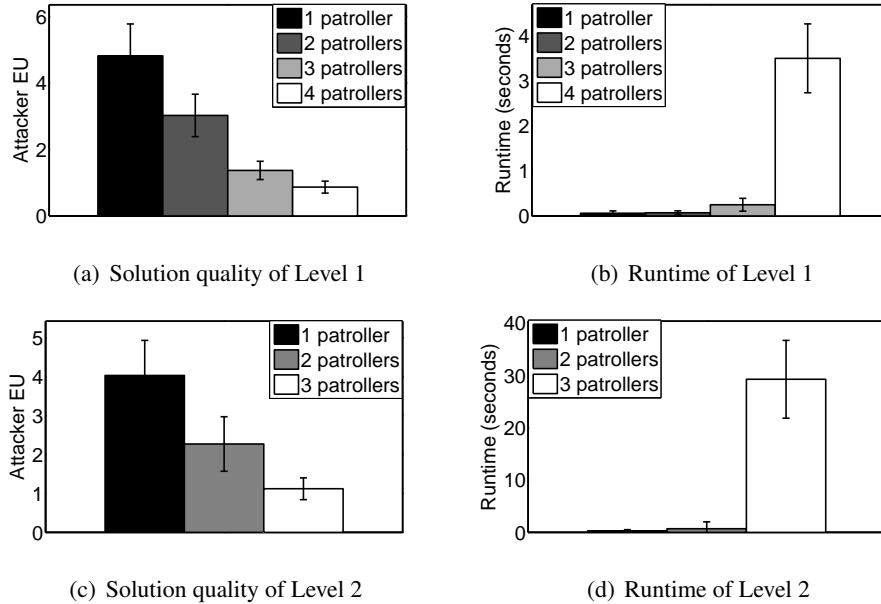 6
4
2
0
Attacker EU
1 patroller
2 patrollers
3 patrollers
4 patrollers
(a) Solution quality of Level 1
4
3
2
1
0
Runtime (seconds)
1 patroller
2 patrollers
3 patrollers
4 patrollers
(b) Runtime of Level 1
5
4
3
2
1
0
Attacker EU
1 patroller
2 patrollers
3 patrollers
(c) Solution quality of Level 2
40
30
20
10
0
Runtime (seconds)
1 patroller
2 patrollers
3 patrollers
(d) Runtime of Level 2